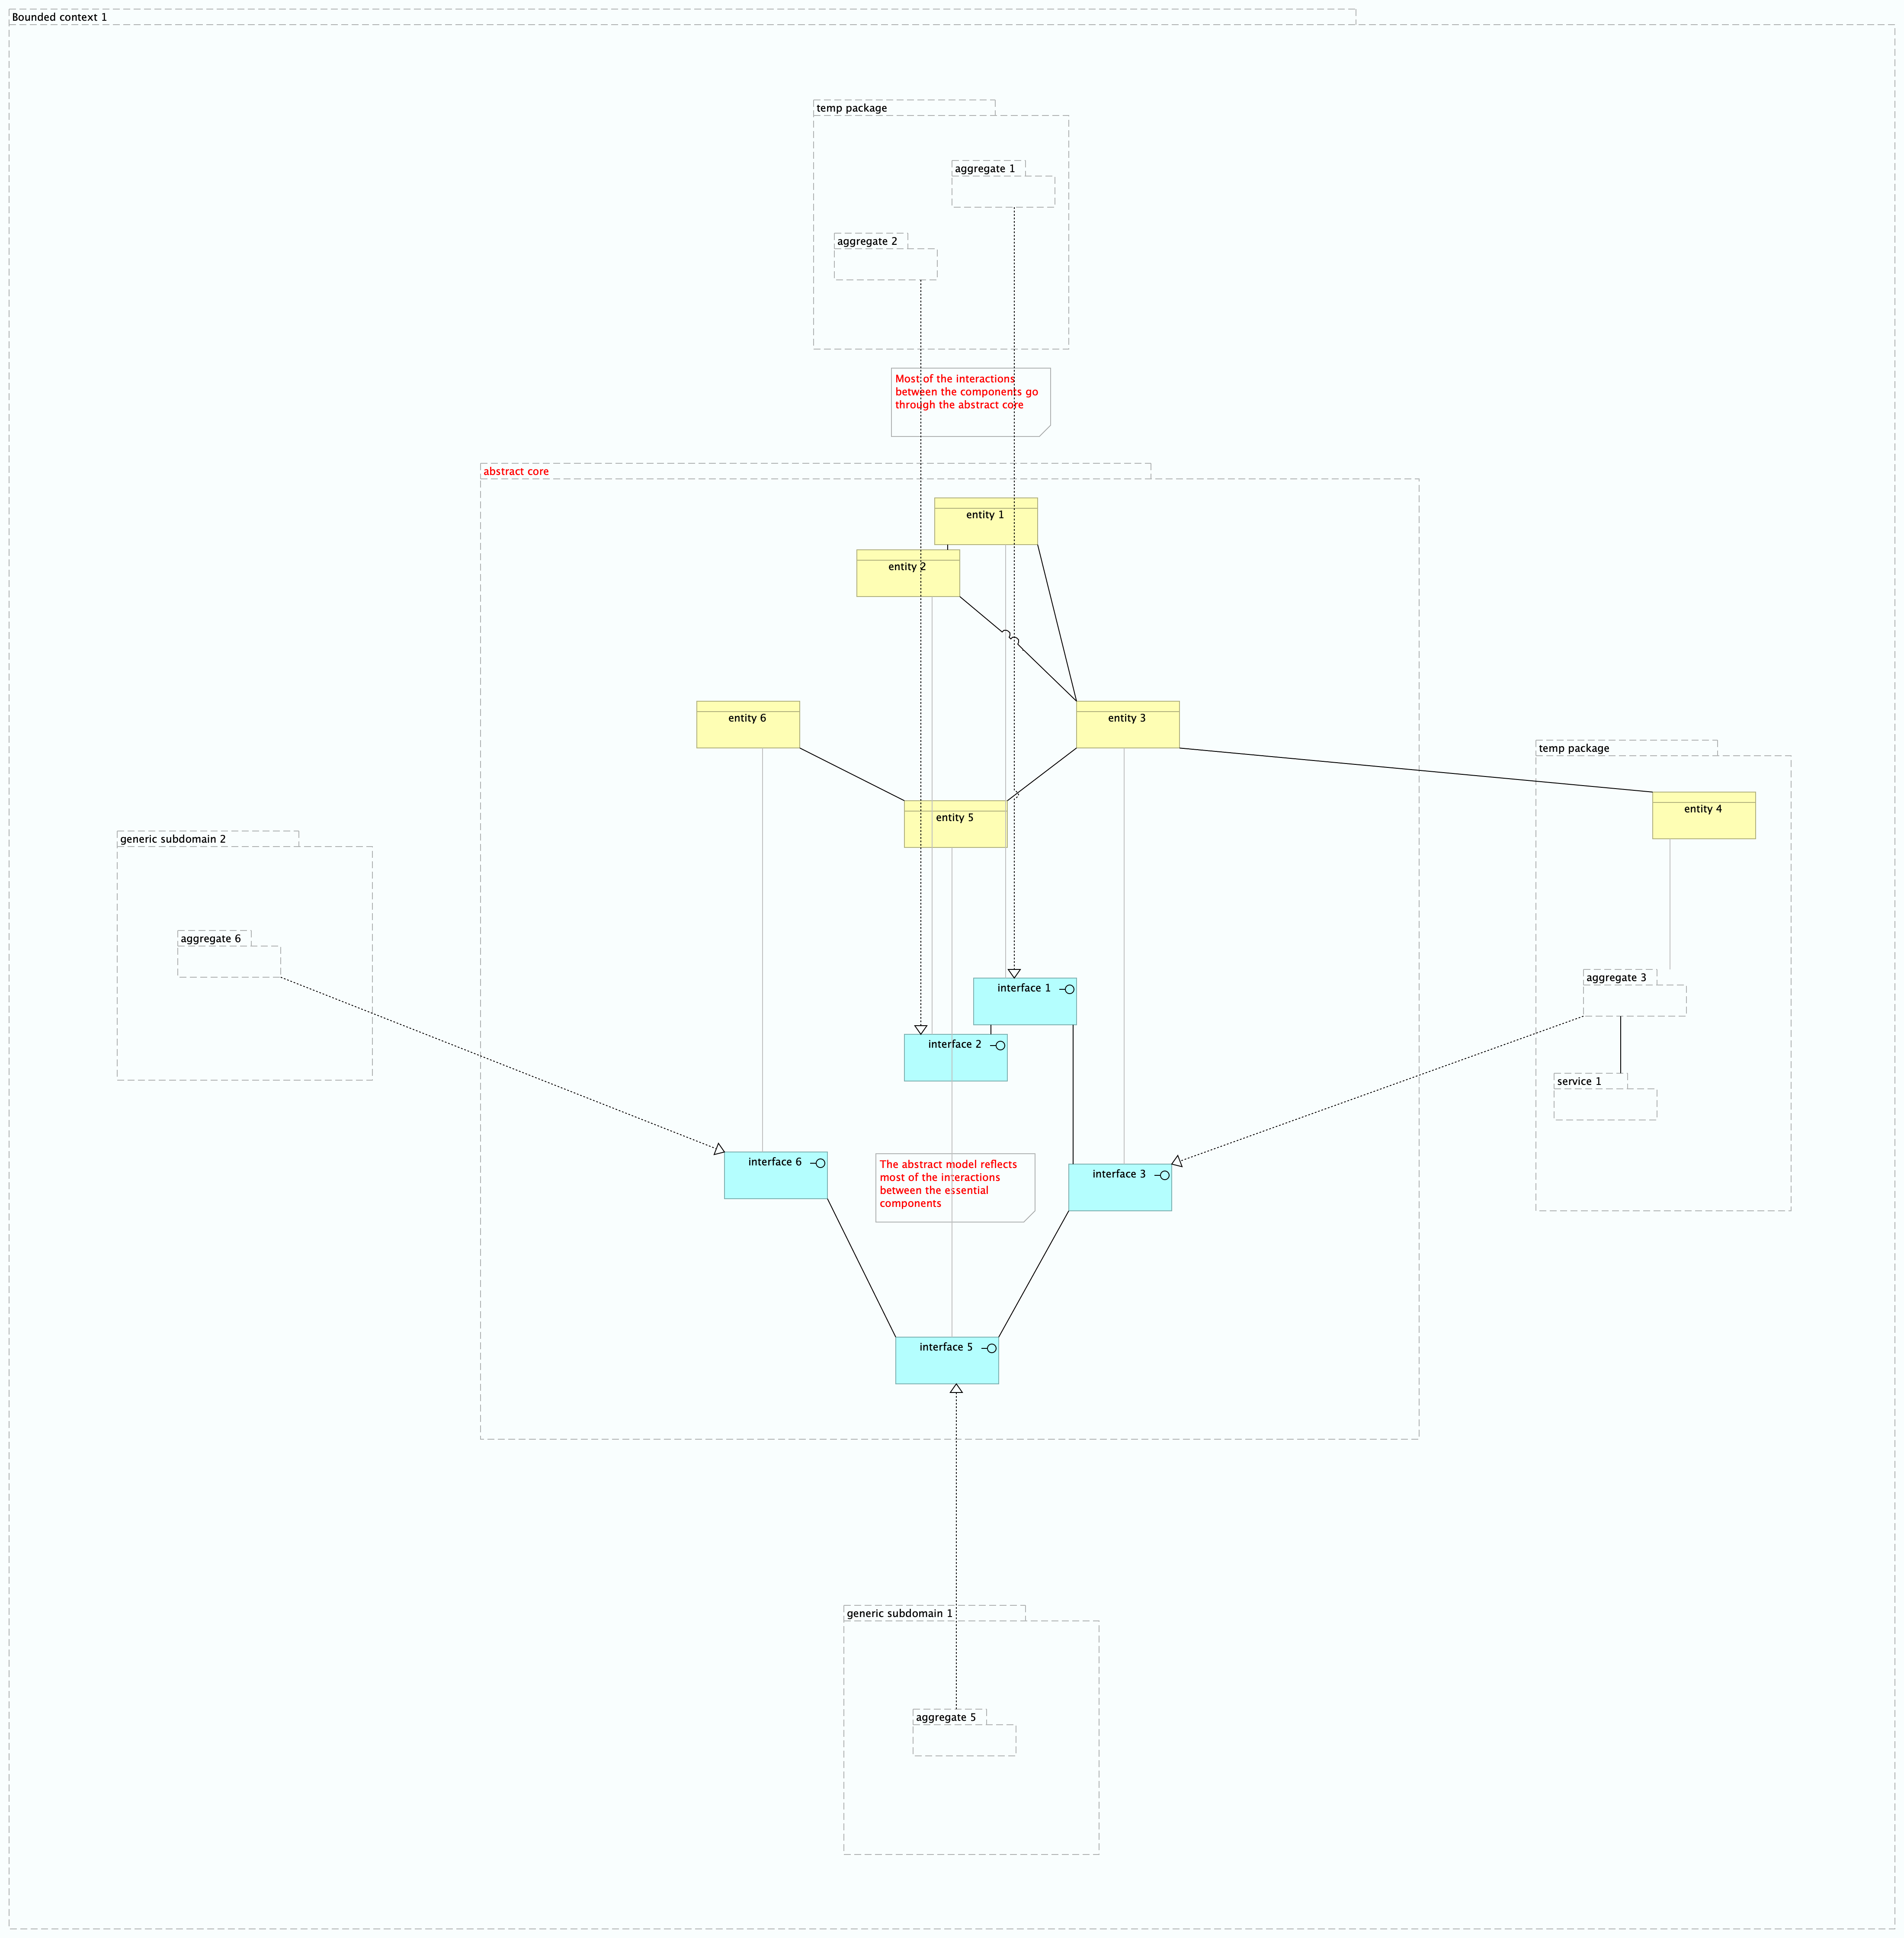 Bounded context 1
temp package
aggregate 1
aggregate 2
Most of the interactions
between the components go
through the abstract core
abstract core
entity 1
entity 2
entity 6
entity 3
temp package
entity 4
entity 5
generic subdomain 2
aggregate 6
aggregate 3
interface 1
interface 2
service 1
interface 6
The abstract model reflects
most of the interactions
between the essential
components
interface 3
interface 5
generic subdomain 1
aggregate 5